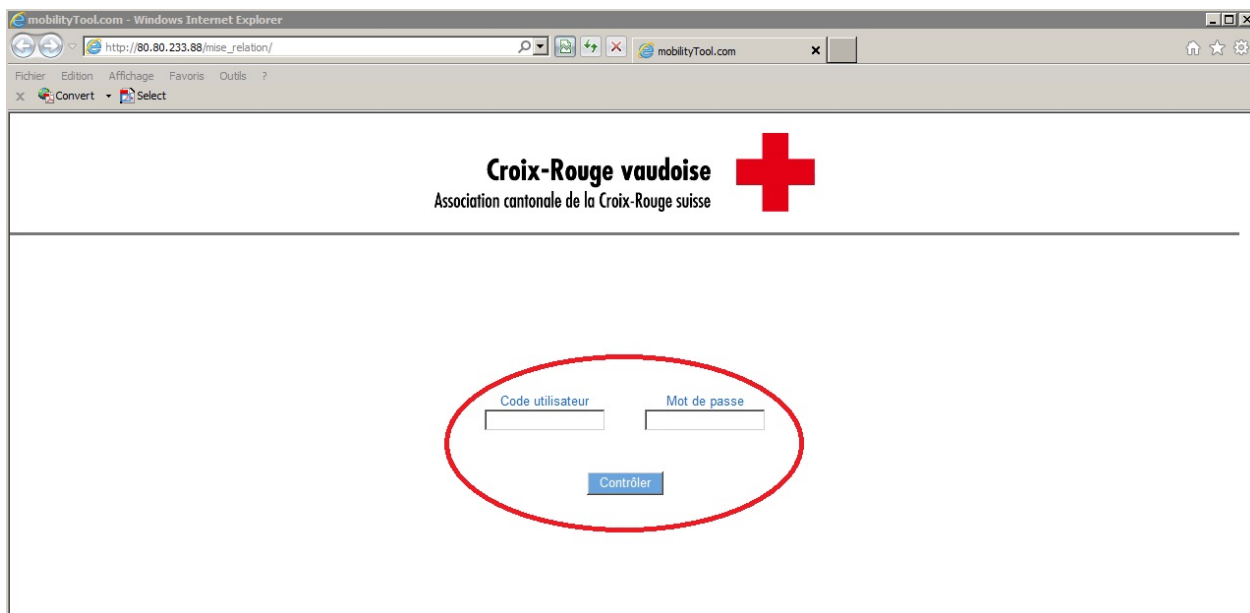 mobilityTool.com - Windows Internet Explorer
http://80.80.233.88/mise_relation/
mobilityTool.com
Fichier Edition Affichage Favoris Outils ?
Convert Select
Croix-Rouge vaudoise
Association cantonale de la Croix-Rouge suisse
Code utilisateur Mot de passe
Contrôler